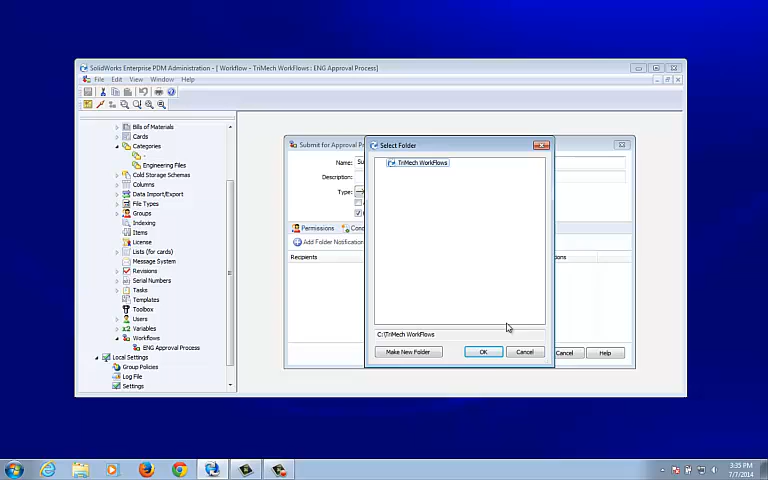 SolidWorks Enterprise PDM Administration - [ Workflow - TriMech WorkFlows : ENG Approval Process]
File Edit View Window Help
Bills of Materials
Cards
Categories
-
Engineering Files
Cold Storage Schemas
Columns
Data Import/Export
File Types
Groups
Indexing
Items
License
Lists (for cards)
Message System
Revisions
Serial Numbers
Tasks
Templates
Toolbox
Users
Variables
Workflows
ENG Approval Process
Local Settings
Group Policies
Log File
Settings
Submit for Approval Pr
Name: Su
Description:
Type:
Permissions
Add Folder Notification
Recipients
Cancel Help
Select Folder
TriMech WorkFlows
C:\TriMech WorkFlows
Make New Folder OK Cancel
3:35 PM
7/7/2014